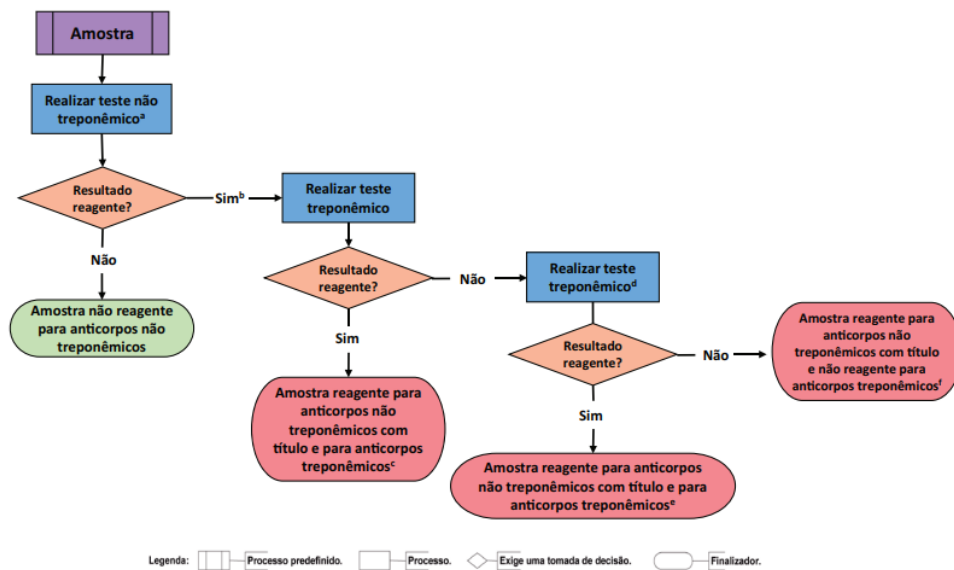 Amostra
Realizar teste não
treponêmicoᵃ
Resultado
reagente?
Simᵇ
Realizar teste
treponêmico
Não
Amostra não reagente
para anticorpos não
treponêmicos
Resultado
reagente?
Não
Realizar teste
treponêmicoᵈ
Sim
Amostra reagente para
anticorpos não
treponêmicos com
título e para anticorpos
treponêmicosᶜ
Resultado
reagente?
Não
Amostra reagente para
anticorpos não
treponêmicos com título
e não reagente para
anticorpos treponêmicosᶠ
Sim
Amostra reagente para anticorpos
não treponêmicos com título e para
anticorpos treponêmicosᵉ
Legenda: Processo predefinido. Processo. Exige uma tomada de decisão. Finalizador.